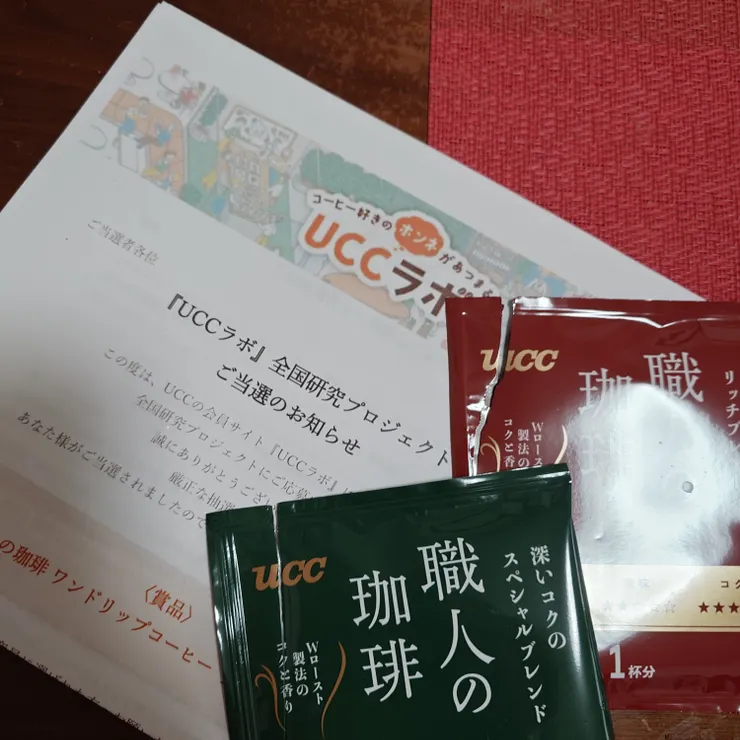 コーヒー好きの
ホンネ
があつまる
UCCラボ
ご当選者各位
『UCCラボ』全国研究プロジェクト
ご当選のお知らせ
この度は、UCCの会員サイト『UCCラボ』
全国研究プロジェクトにご応募
誠にありがとうござい
厳正な抽選
あなた様がご当選されましたので
〈賞品〉
の珈琲 ワンドリップコーヒー
ucc
職
珈
リッチブ
Wロースト
製法の
コクと香
コク
★★★
1杯分
ucc
職人の
珈琲
深いコクの
スペシャルブレンド
Wロースト
製法の
コクと香り